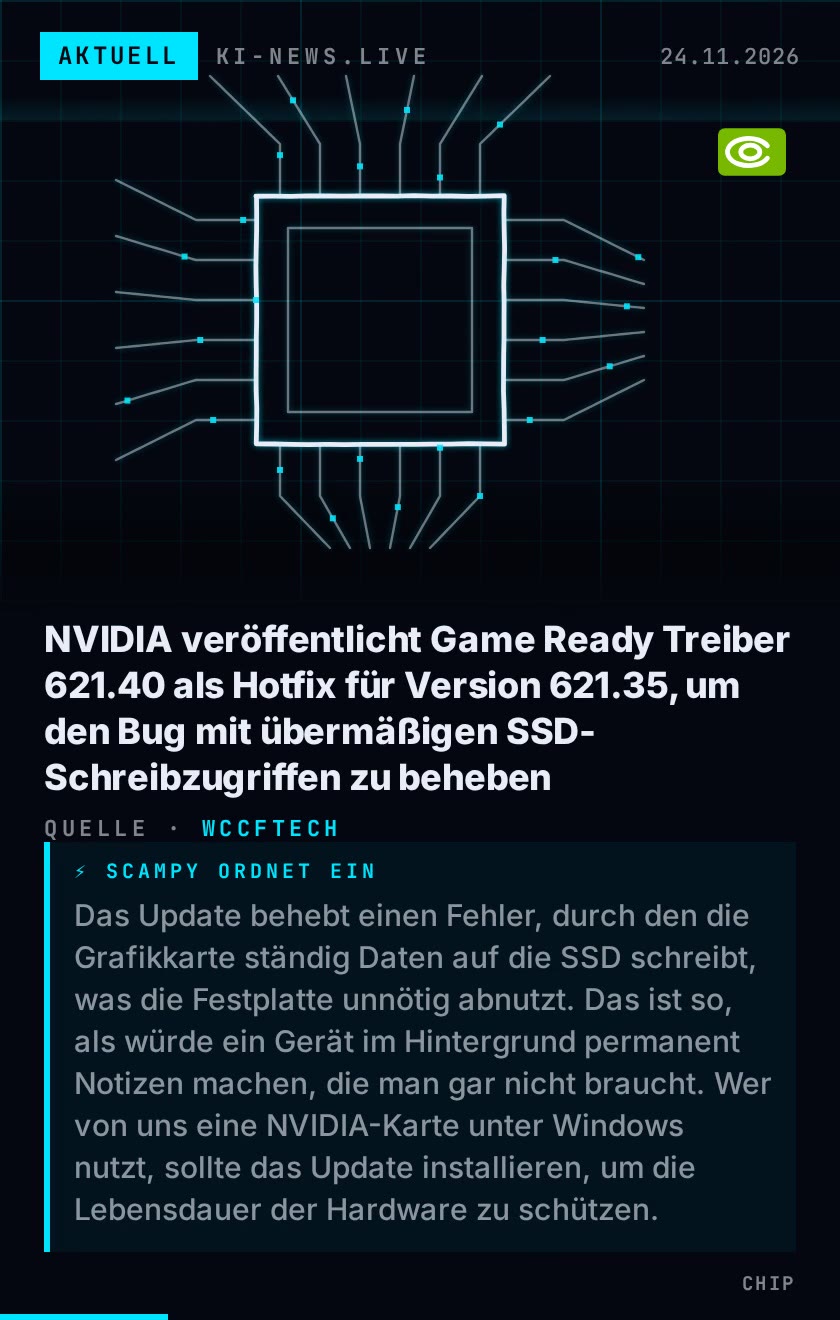 AKTUELL KI-NEWS.LIVE 24.11.2026
NVIDIA veröffentlicht Game Ready Treiber
621.40 als Hotfix für Version 621.35, um
den Bug mit übermäßigen SSD-
Schreibzugriffen zu beheben
QUELLE · WCCFTECH
⚡ SCAMPY ORDNET EIN
Das Update behebt einen Fehler, durch den die
Grafikkarte ständig Daten auf die SSD schreibt,
was die Festplatte unnötig abnutzt. Das ist so,
als würde ein Gerät im Hintergrund permanent
Notizen machen, die man gar nicht braucht. Wer
von uns eine NVIDIA-Karte unter Windows
nutzt, sollte das Update installieren, um die
Lebensdauer der Hardware zu schützen.
CHIP